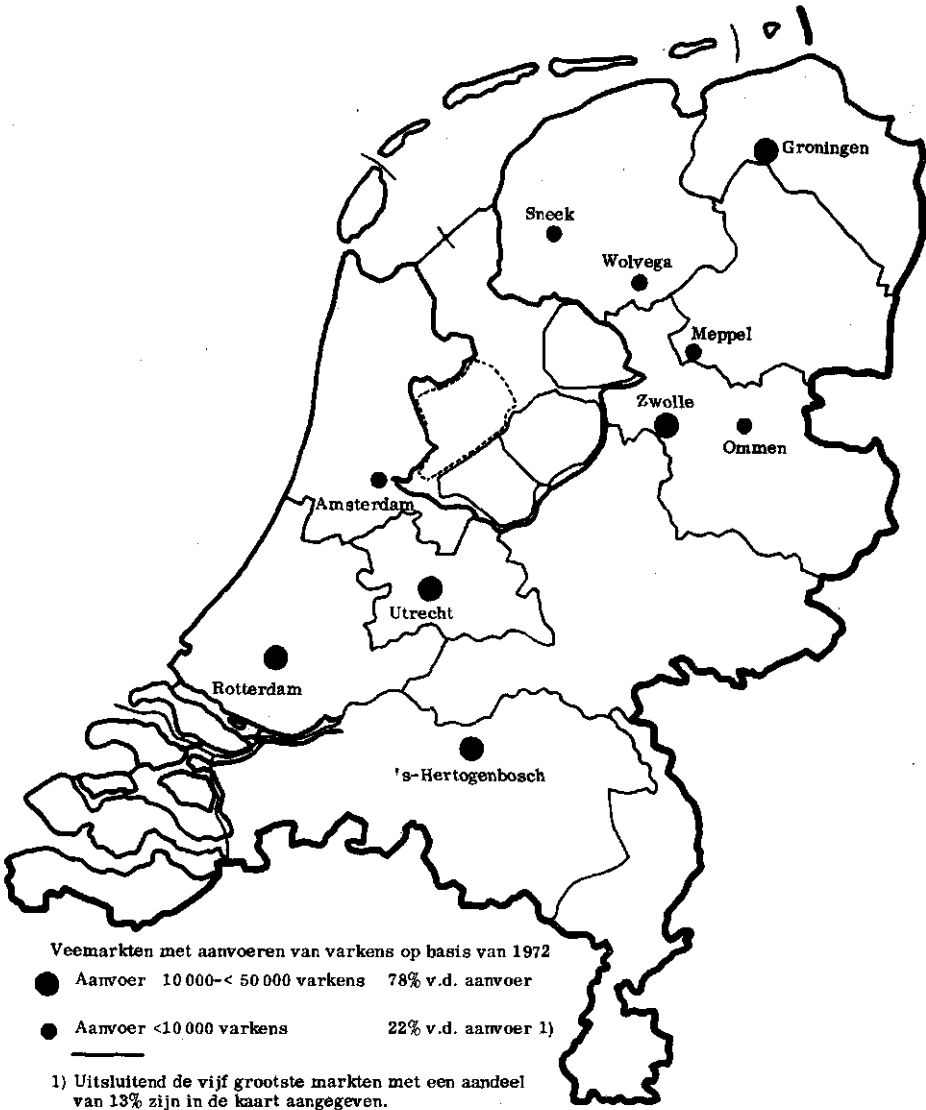 Groningen
Sneek
Wolvega
Meppel
Zwolle
Ommen
Amsterdam
Utrecht
Rotterdam
's-Hertogenbosch
Veemarkten met aanvoeren van varkens op basis van 1972
Aanvoer 10 000-< 50 000 varkens 78% v.d. aanvoer
Aanvoer <10 000 varkens 22% v.d. aanvoer 1)
1) Uitsluitend de vijf grootste markten met een aandeel
van 13% zijn in de kaart aangegeven.